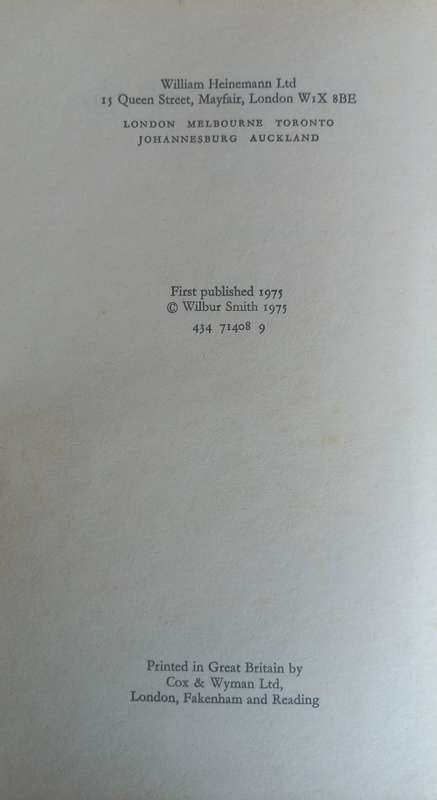 William Heinemann Ltd
15 Queen Street, Mayfair, London W1X 8BE
LONDON MELBOURNE TORONTO
JOHANNESBURG AUCKLAND
First published 1975
© Wilbur Smith 1975
434 71408 9
Printed in Great Britain by
Cox & Wyman Ltd,
London, Fakenham and Reading